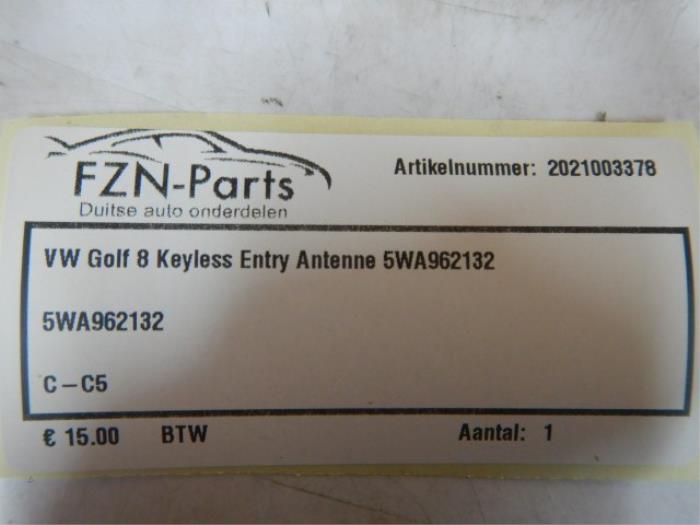 FZN-Parts
Duitse auto onderdelen
Artikelnummer: 2021003378
VW Golf 8 Keyless Entry Antenne 5WA962132
5WA962132
C-C5
€ 15.00 BTW Aantal: 1